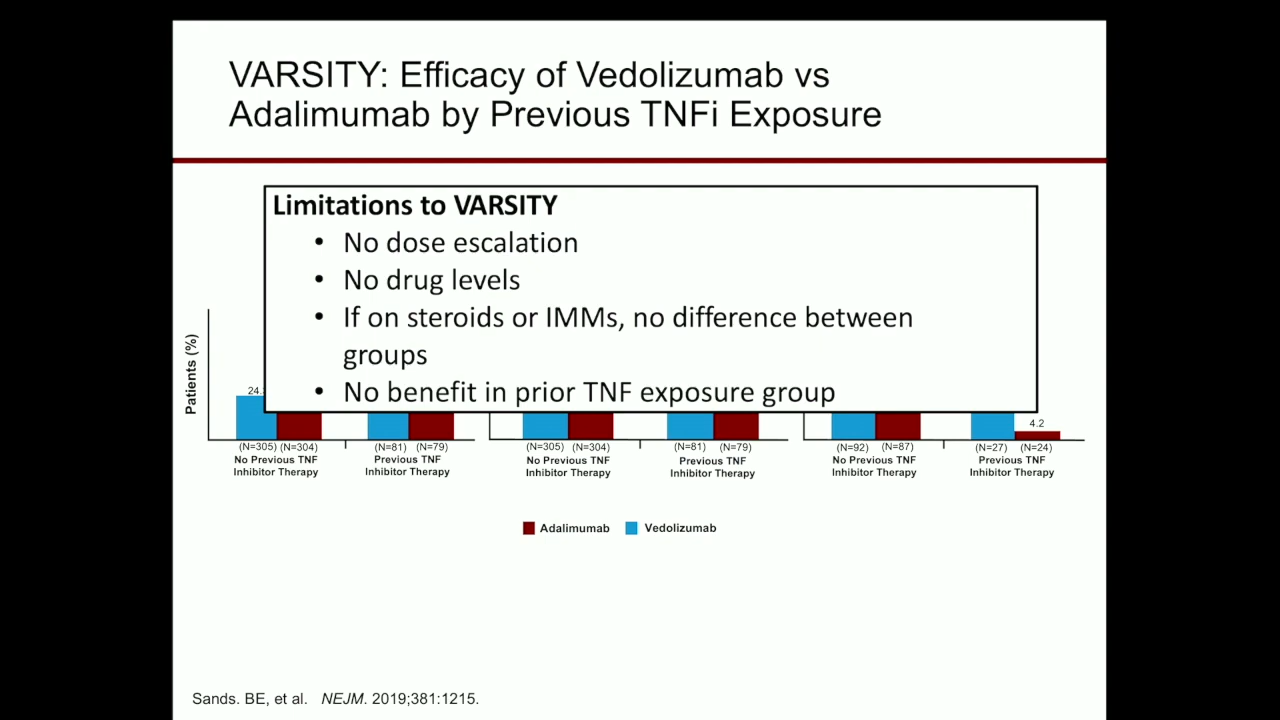 VARSITY: Efficacy of Vedolizumab vs
Adalimumab by Previous TNFi Exposure
Limitations to VARSITY
• No dose escalation
• No drug levels
• If on steroids or IMMs, no difference between
groups
• No benefit in prior TNF exposure group
Patients (%)
24.
4.2
(N=305) (N=304) (N=81) (N=79) (N=305) (N=304) (N=81) (N=79) (N=92) (N=87) (N=27) (N=24)
No Previous TNF Previous TNF No Previous TNF Previous TNF No Previous TNF Previous TNF
Inhibitor Therapy Inhibitor Therapy Inhibitor Therapy Inhibitor Therapy Inhibitor Therapy Inhibitor Therapy
Adalimumab Vedolizumab
Sands. BE, et al. NEJM. 2019;381:1215.